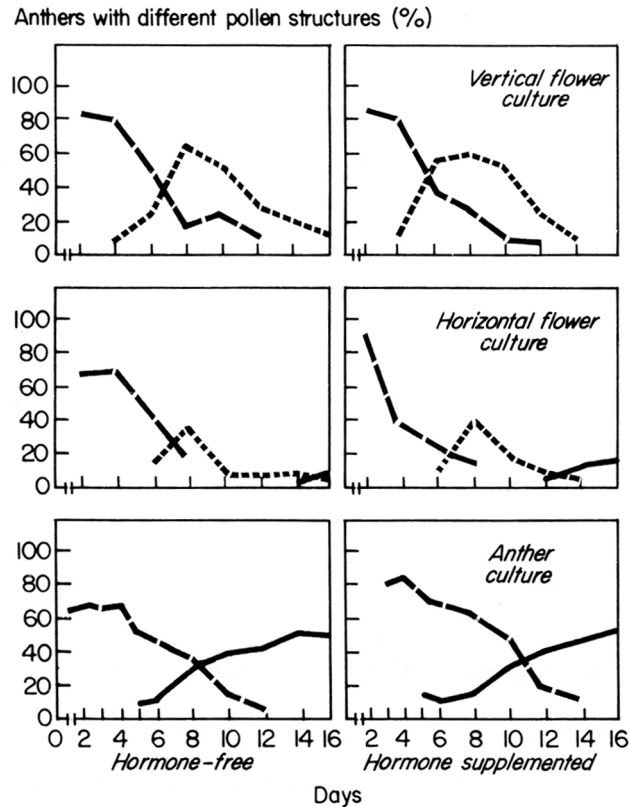 Anthers with different pollen structures (%)
100
80
60
40
20
0
Vertical flower
culture
100
80
60
40
20
0
Horizontal flower
culture
100
80
60
40
20
0
Anther
culture
0 2 4 6 8 10 12 14 16
2 4 6 8 10 12 14 16
Hormone-free
Hormone supplemented
Days